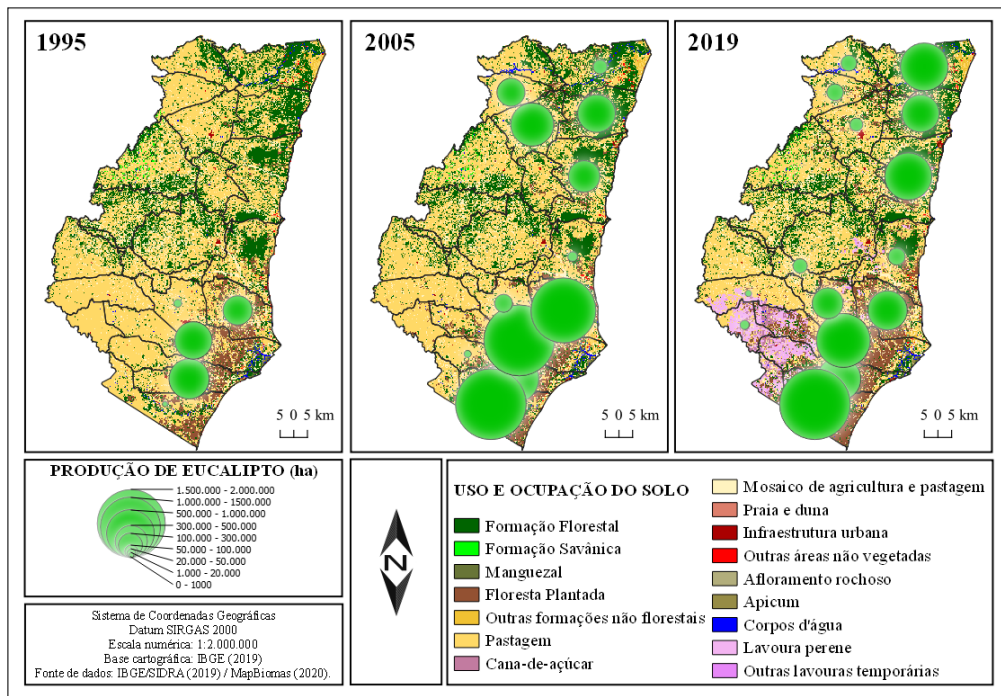 1995
2005
2019
5 0 5 km
5 0 5 km
5 0 5 km
PRODUÇÃO DE EUCALIPTO (ha)
1.500.000 - 2.000.000
1.000.000 - 1500.000
500.000 - 1.000.000
300.000 - 500.000
100.000 - 300.000
50.000 - 100.000
20.000 - 50.000
1.000 - 20.000
0 - 1000
Sistema de Coordenadas Geográficas
Datum SIRGAS 2000
Escala numérica: 1:2.000.000
Base cartográfica: IBGE (2019)
Fonte de dados: IBGE/SIDRA (2019) / MapBiomas (2020).
N
USO E OCUPAÇÃO DO SOLO
Formação Florestal
Formação Savânica
Manguezal
Floresta Plantada
Outras formações não florestais
Pastagem
Cana-de-açúcar
Mosaico de agricultura e pastagem
Praia e duna
Infraestrutura urbana
Outras áreas não vegetadas
Afloramento rochoso
Apicum
Corpos d'água
Lavoura perene
Outras lavouras temporárias